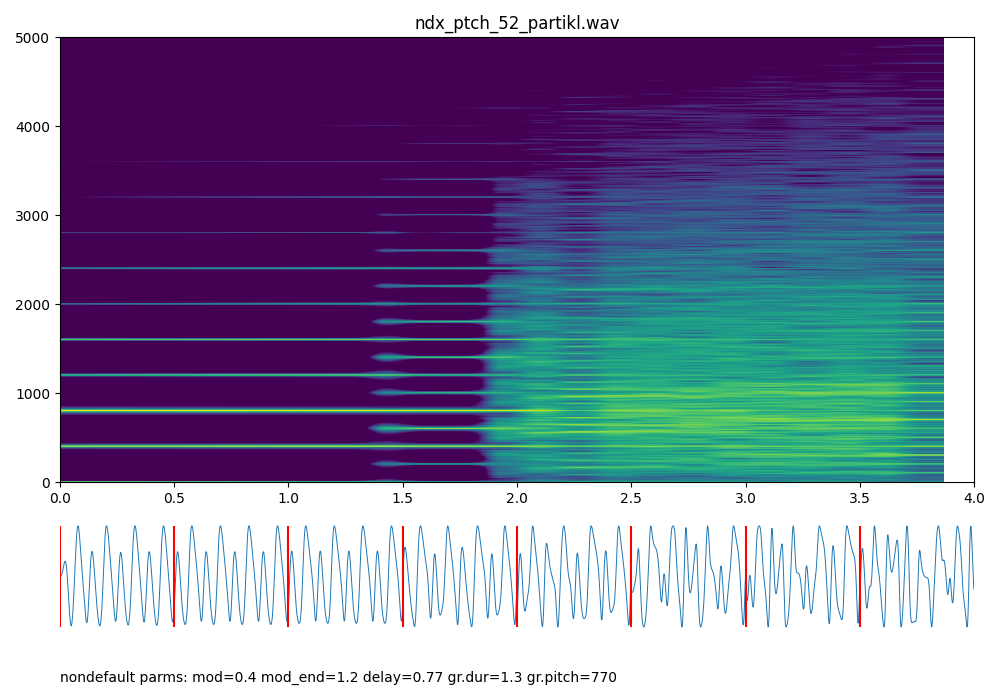 ndx_ptch_52_partikl.wav
5000
4000
3000
2000
1000
0
0.0 0.5 1.0 1.5 2.0 2.5 3.0 3.5 4.0
nondefault parms: mod=0.4 mod_end=1.2 delay=0.77 gr.dur=1.3 gr.pitch=770